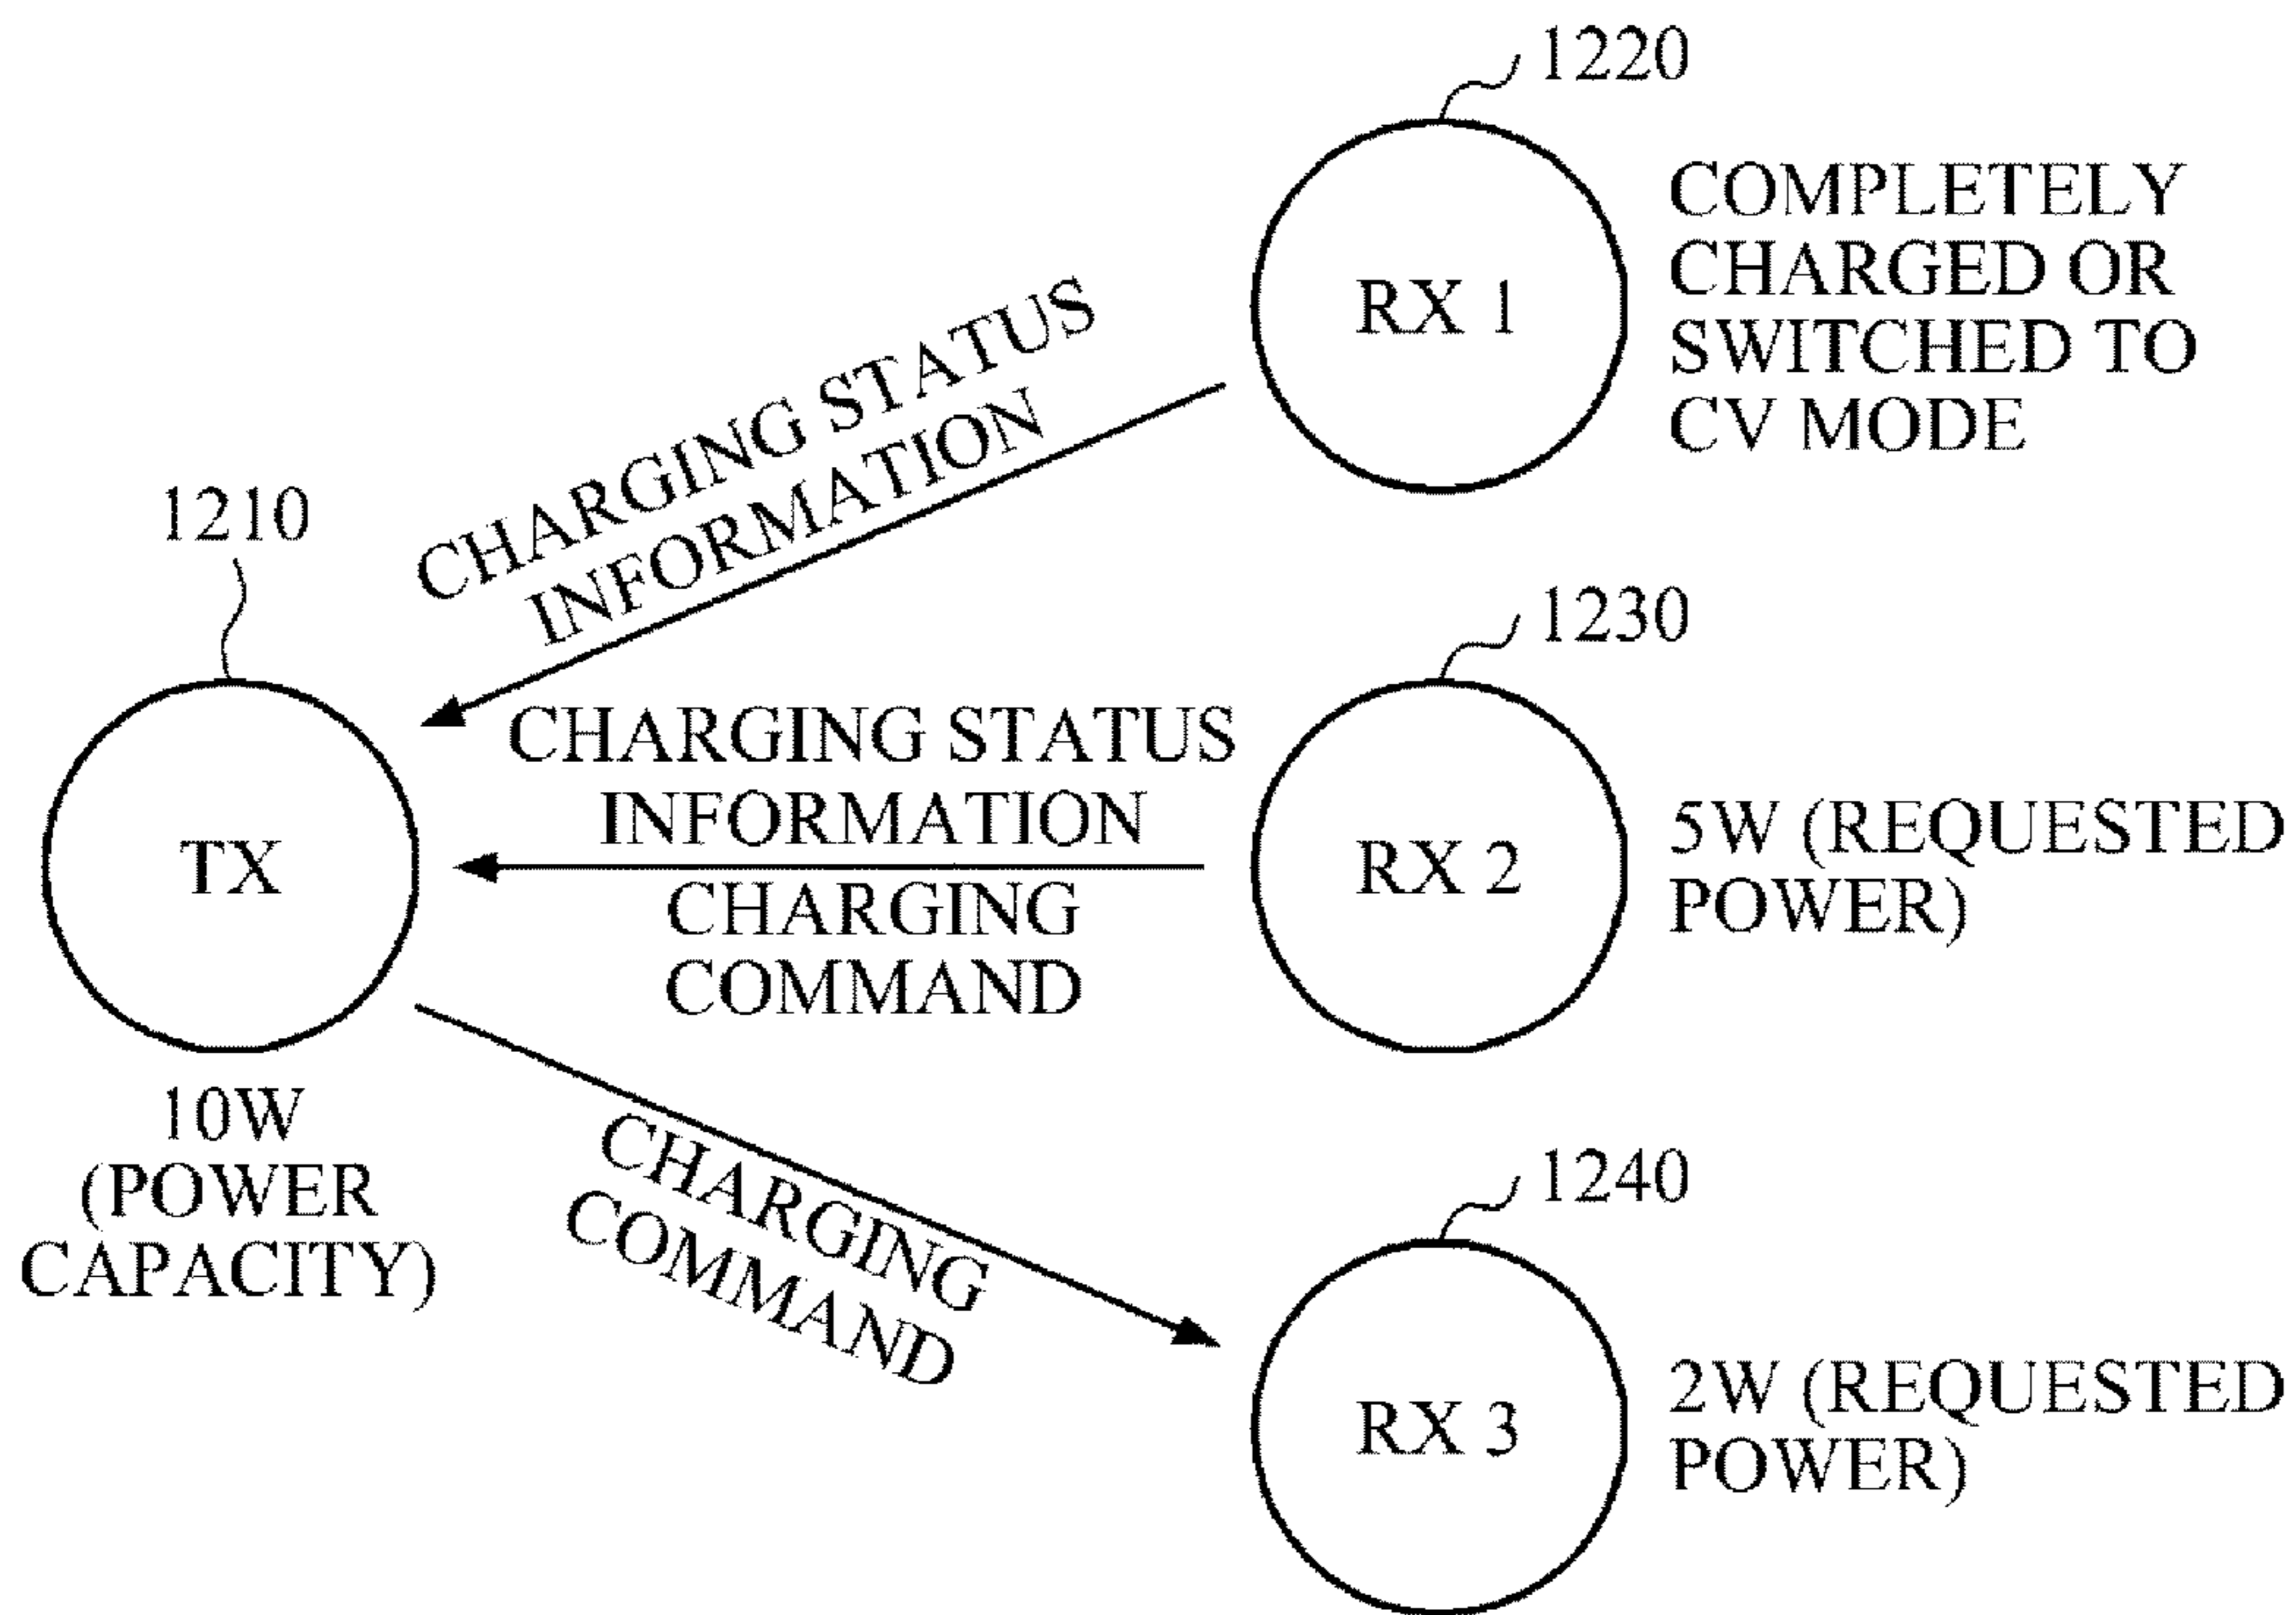 1220
RX 1
COMPLETELY
CHARGED OR
SWITCHED TO
CV MODE
CHARGING STATUS
INFORMATION
1210
TX
10W
(POWER
CAPACITY)
CHARGING STATUS
INFORMATION
CHARGING
COMMAND
1230
RX 2
5W (REQUESTED
POWER)
CHARGING
COMMAND
1240
RX 3
2W (REQUESTED
POWER)